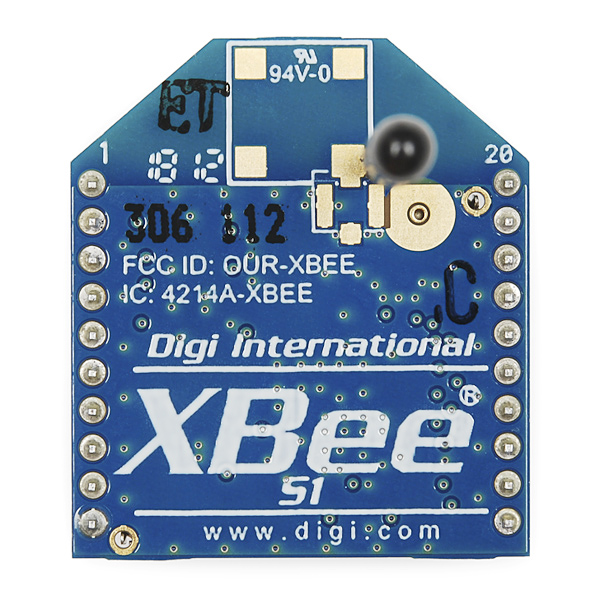 94V-0
ET
1
20
1812
306 112
FCC ID: OUR-XBEE
IC: 4214A-XBEE
.C
Digi International
XBee®
S1
www.digi.com